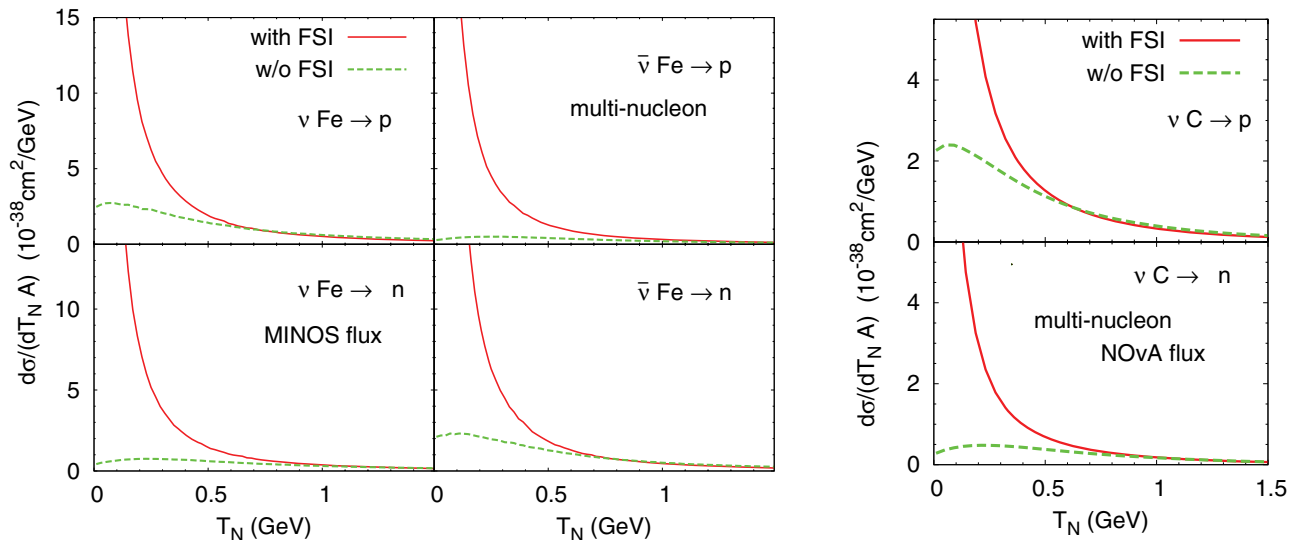 15
10
5
0
with FSI
w/o FSI
ν Fe → p
ν̄ Fe → p
multi-nucleon
dσ/(dT_N A) (10^-38 cm^2/GeV)
10
5
0
ν Fe → n
MINOS flux
ν̄ Fe → n
0 0.5 1 0 0.5 1
T_N (GeV) T_N (GeV)
4
2
0
with FSI
w/o FSI
ν C → p
dσ/(dT_N A) (10^-38 cm^2/GeV)
4
2
0
ν C → n
multi-nucleon
NOvA flux
0 0.5 1 1.5
T_N (GeV)